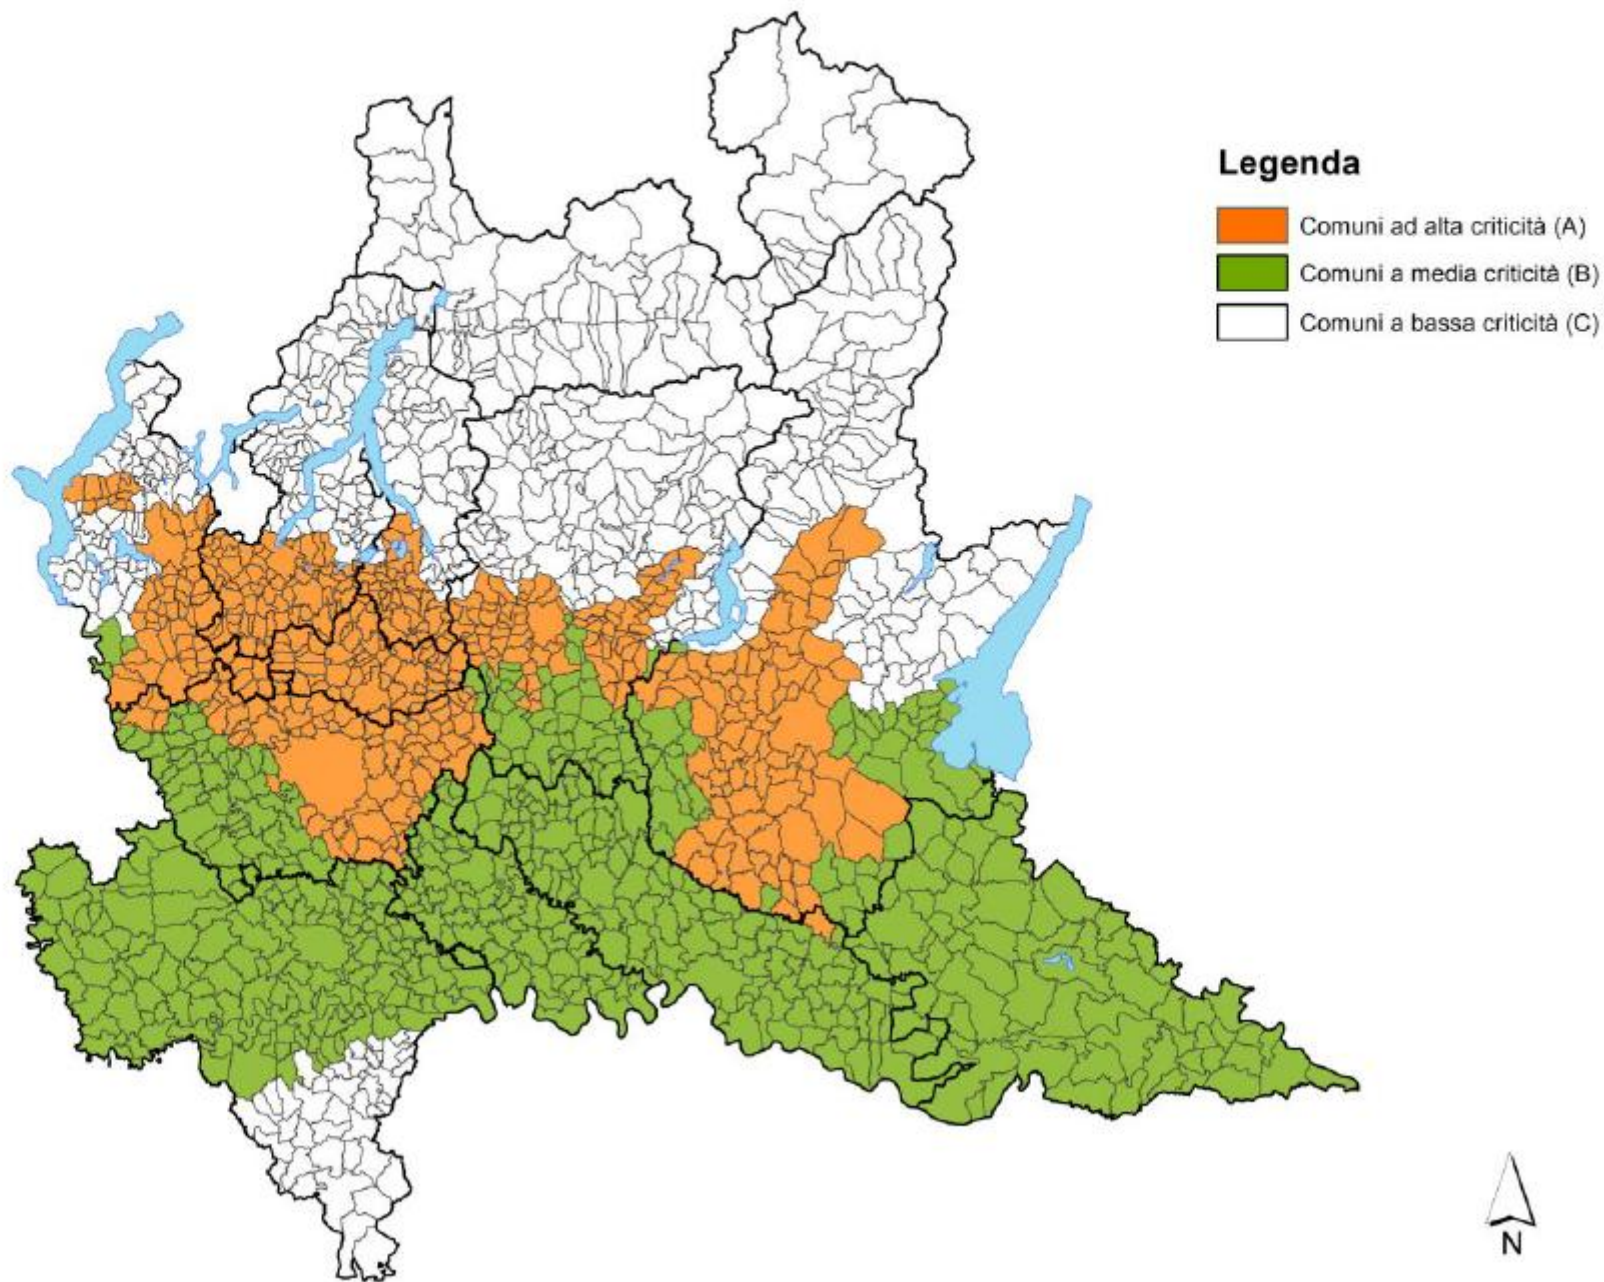 Legenda
Comuni ad alta criticità (A)
Comuni a media criticità (B)
Comuni a bassa criticità (C)
N